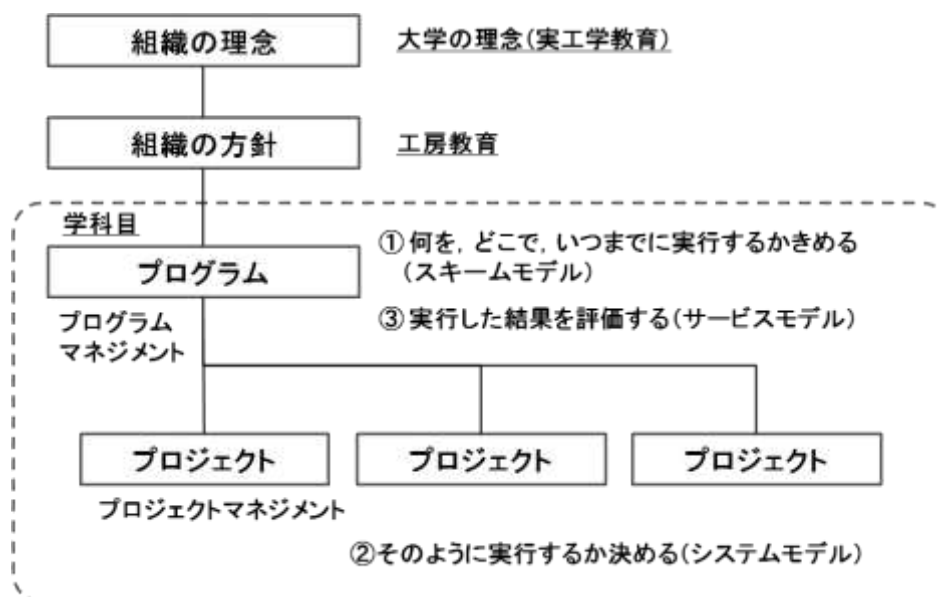 組織の理念
大学の理念(実工学教育)
組織の方針
工房教育
学科目
プログラム
① 何を, どこで, いつまでに実行するかきめる
(スキームモデル)
③ 実行した結果を評価する(サービスモデル)
プログラム
マネジメント
プロジェクト
プロジェクト
プロジェクト
プロジェクトマネジメント
②そのように実行するか決める(システムモデル)